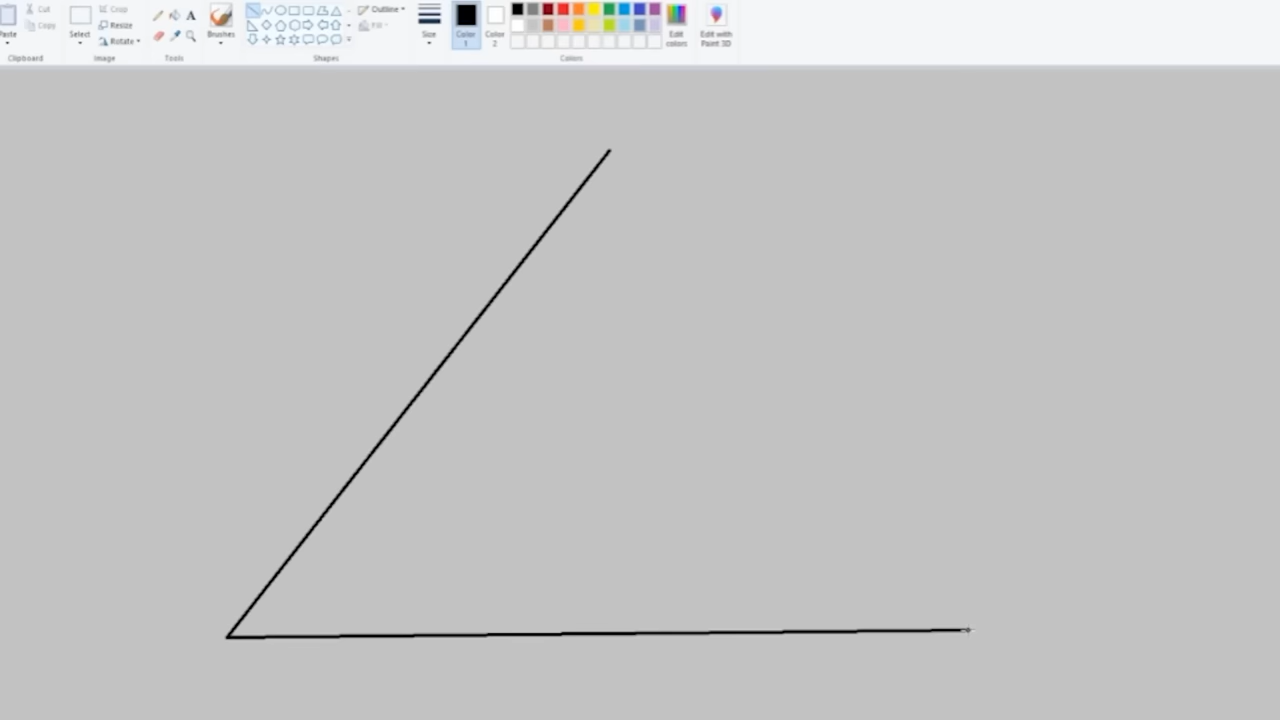 Cut
Copy
Paste
Clipboard
Select
Crop
Resize
Rotate
Image
A
Tools
Brushes
Outline
Fill
Shapes
Size
Color
1
Color
2
Colors
Edit
colors
Edit with
Paint 3D